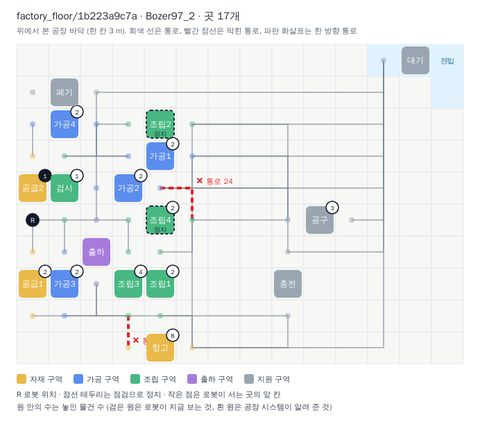 factory_floor/1b223a9c7a · Bozer97_2 · 곳 17개
위에서 본 공장 바닥 (한 칸 3 m). 회색 선은 통로, 빨간 점선은 막힌 통로, 파란 화살표는 한 방향 통로
대기
전립
폐기
2
가공4
조립2
정지
2
가공1
1
공급2
1
검사
2
가공2
✕ 통로 24
R
2
조립4
정지
3
공구
출하
2
공급1
2
가공3
4
조립3
2
조립1
충전
✕
8
창고
자재 구역
가공 구역
조립 구역
출하 구역
지원 구역
R 로봇 위치 · 점선 테두리는 점검으로 정지 · 작은 점은 로봇이 서는 곳의 앞 칸
원 안의 수는 놓인 물건 수 (검은 원은 로봇이 지금 보는 것, 흰 원은 공장 시스템이 알려 준 것)